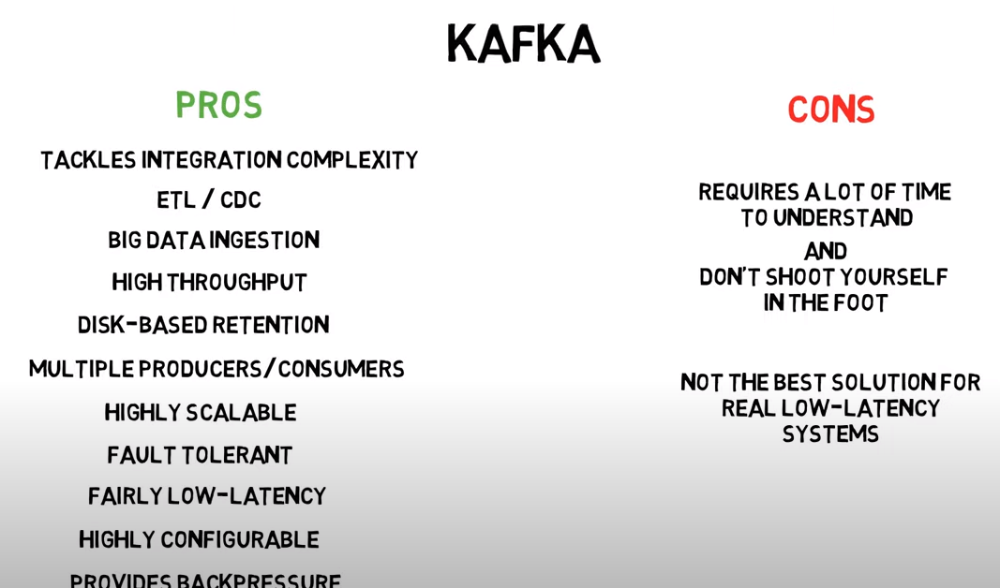 KAFKA
PROS
TACKLES INTEGRATION COMPLEXITY
ETL / CDC
BIG DATA INGESTION
HIGH THROUGHPUT
DISK-BASED RETENTION
MULTIPLE PRODUCERS/CONSUMERS
HIGHLY SCALABLE
FAULT TOLERANT
FAIRLY LOW-LATENCY
HIGHLY CONFIGURABLE
PROVIDES BACKPRESSURE
CONS
REQUIRES A LOT OF TIME
TO UNDERSTAND
AND
DON'T SHOOT YOURSELF
IN THE FOOT
NOT THE BEST SOLUTION FOR
REAL LOW-LATENCY
SYSTEMS